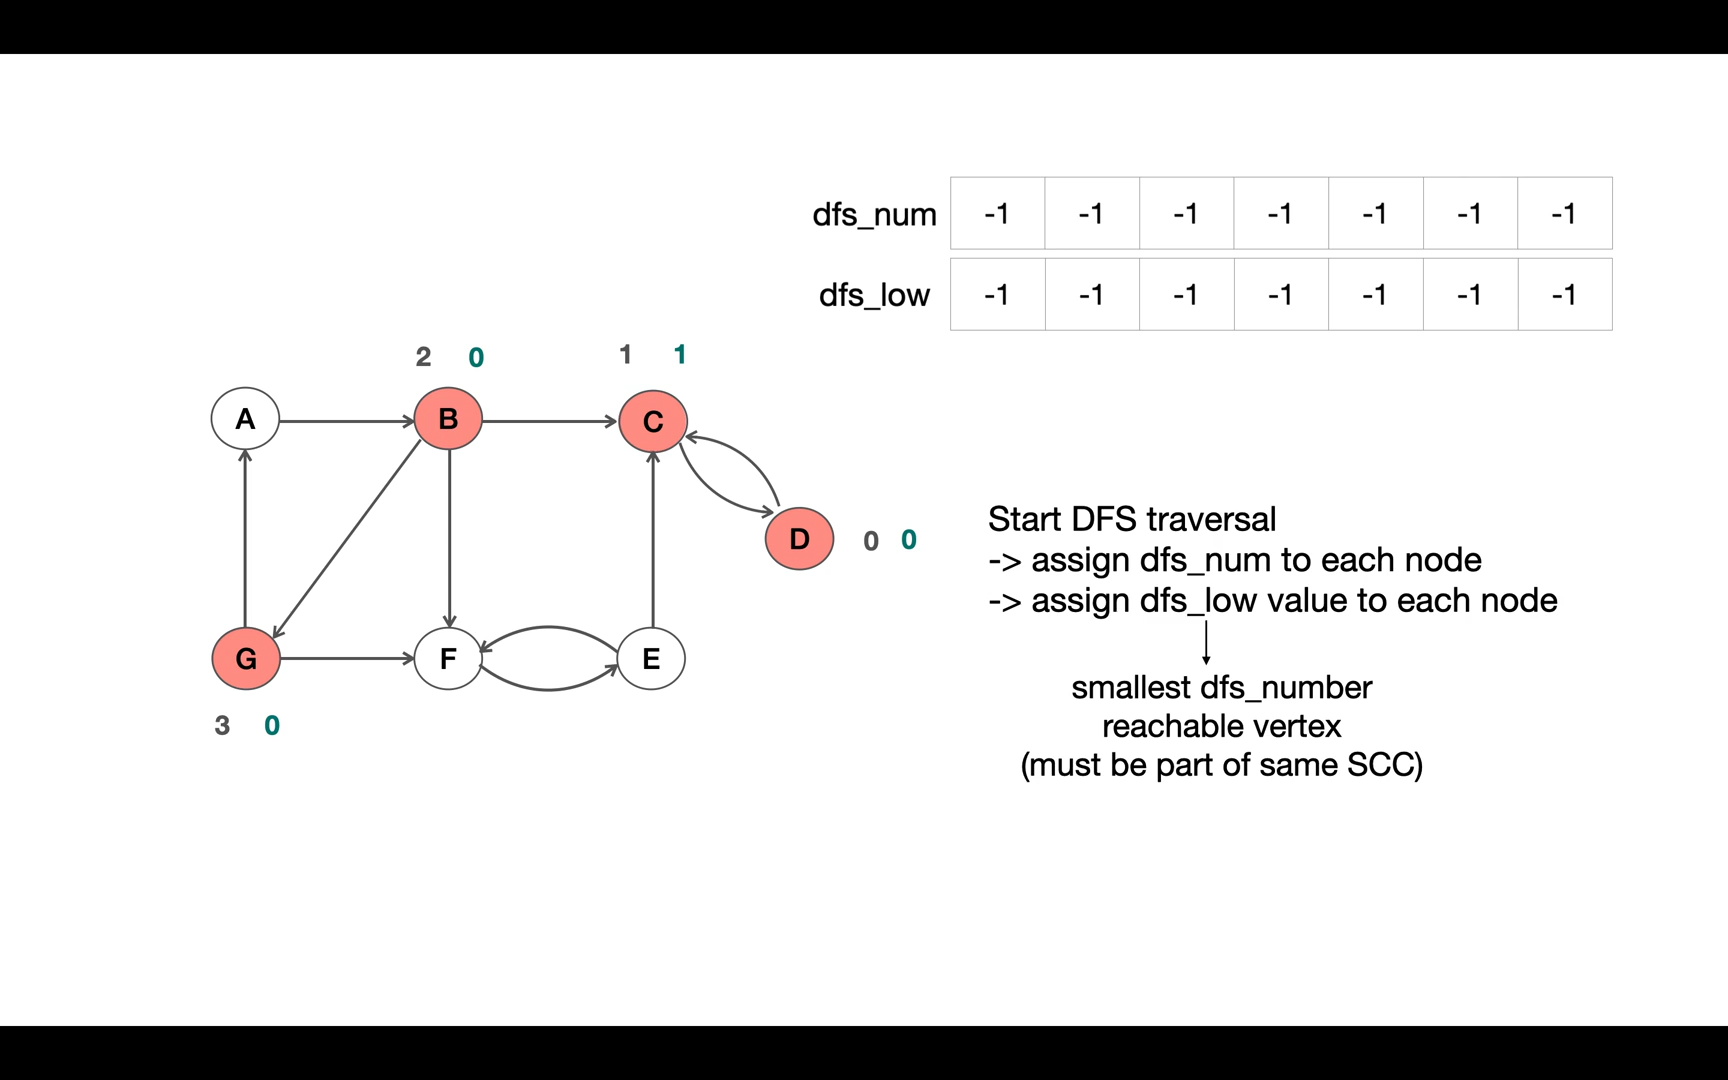 dfs_num -1 -1 -1 -1 -1 -1 -1
dfs_low -1 -1 -1 -1 -1 -1 -1
2 0 1 1
A B C
D 0 0
G F E
3 0
Start DFS traversal
-> assign dfs_num to each node
-> assign dfs_low value to each node
smallest dfs_number
reachable vertex
(must be part of same SCC)